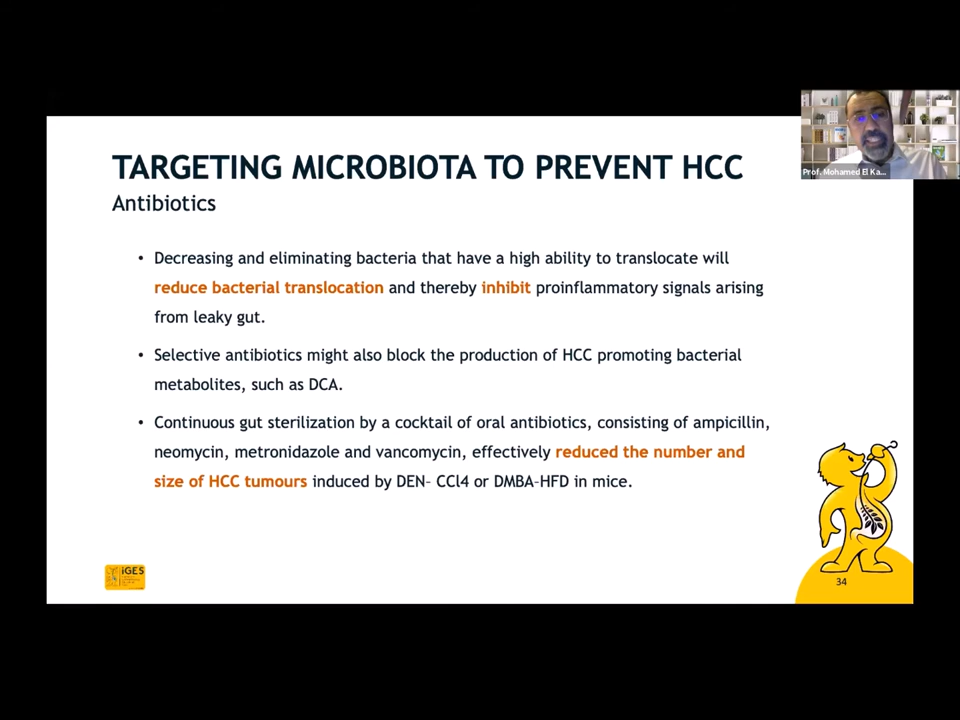 TARGETING MICROBIOTA TO PREVENT HCC
Antibiotics
• Decreasing and eliminating bacteria that have a high ability to translocate will
reduce bacterial translocation and thereby inhibit proinflammatory signals arising
from leaky gut.
• Selective antibiotics might also block the production of HCC promoting bacterial
metabolites, such as DCA.
• Continuous gut sterilization by a cocktail of oral antibiotics, consisting of ampicillin,
neomycin, metronidazole and vancomycin, effectively reduced the number and
size of HCC tumours induced by DEN– CCl4 or DMBA–HFD in mice.
Prof. Mohamed El Ka...
iGES
34